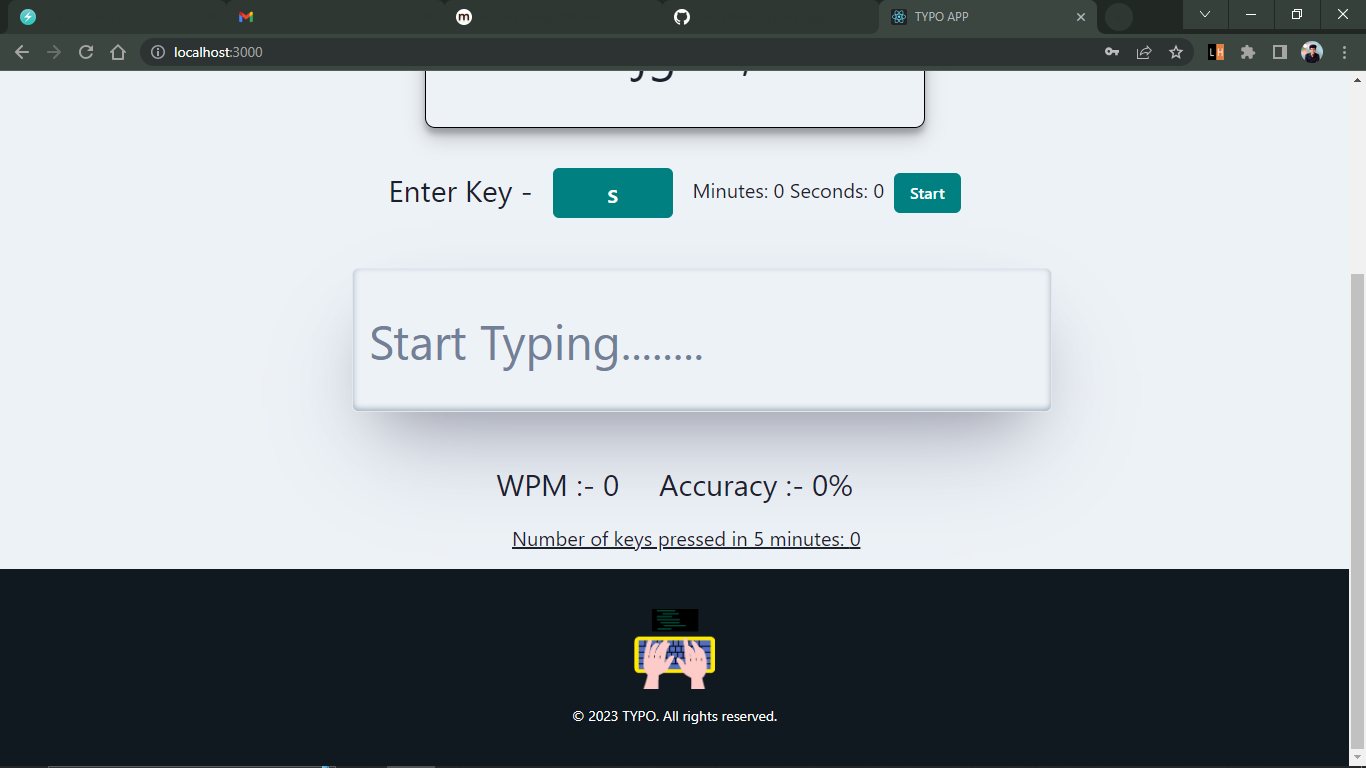 TYPO APP
localhost:3000
Enter Key - s Minutes: 0 Seconds: 0 Start
Start Typing........
WPM :- 0 Accuracy :- 0%
Number of keys pressed in 5 minutes: 0
© 2023 TYPO. All rights reserved.